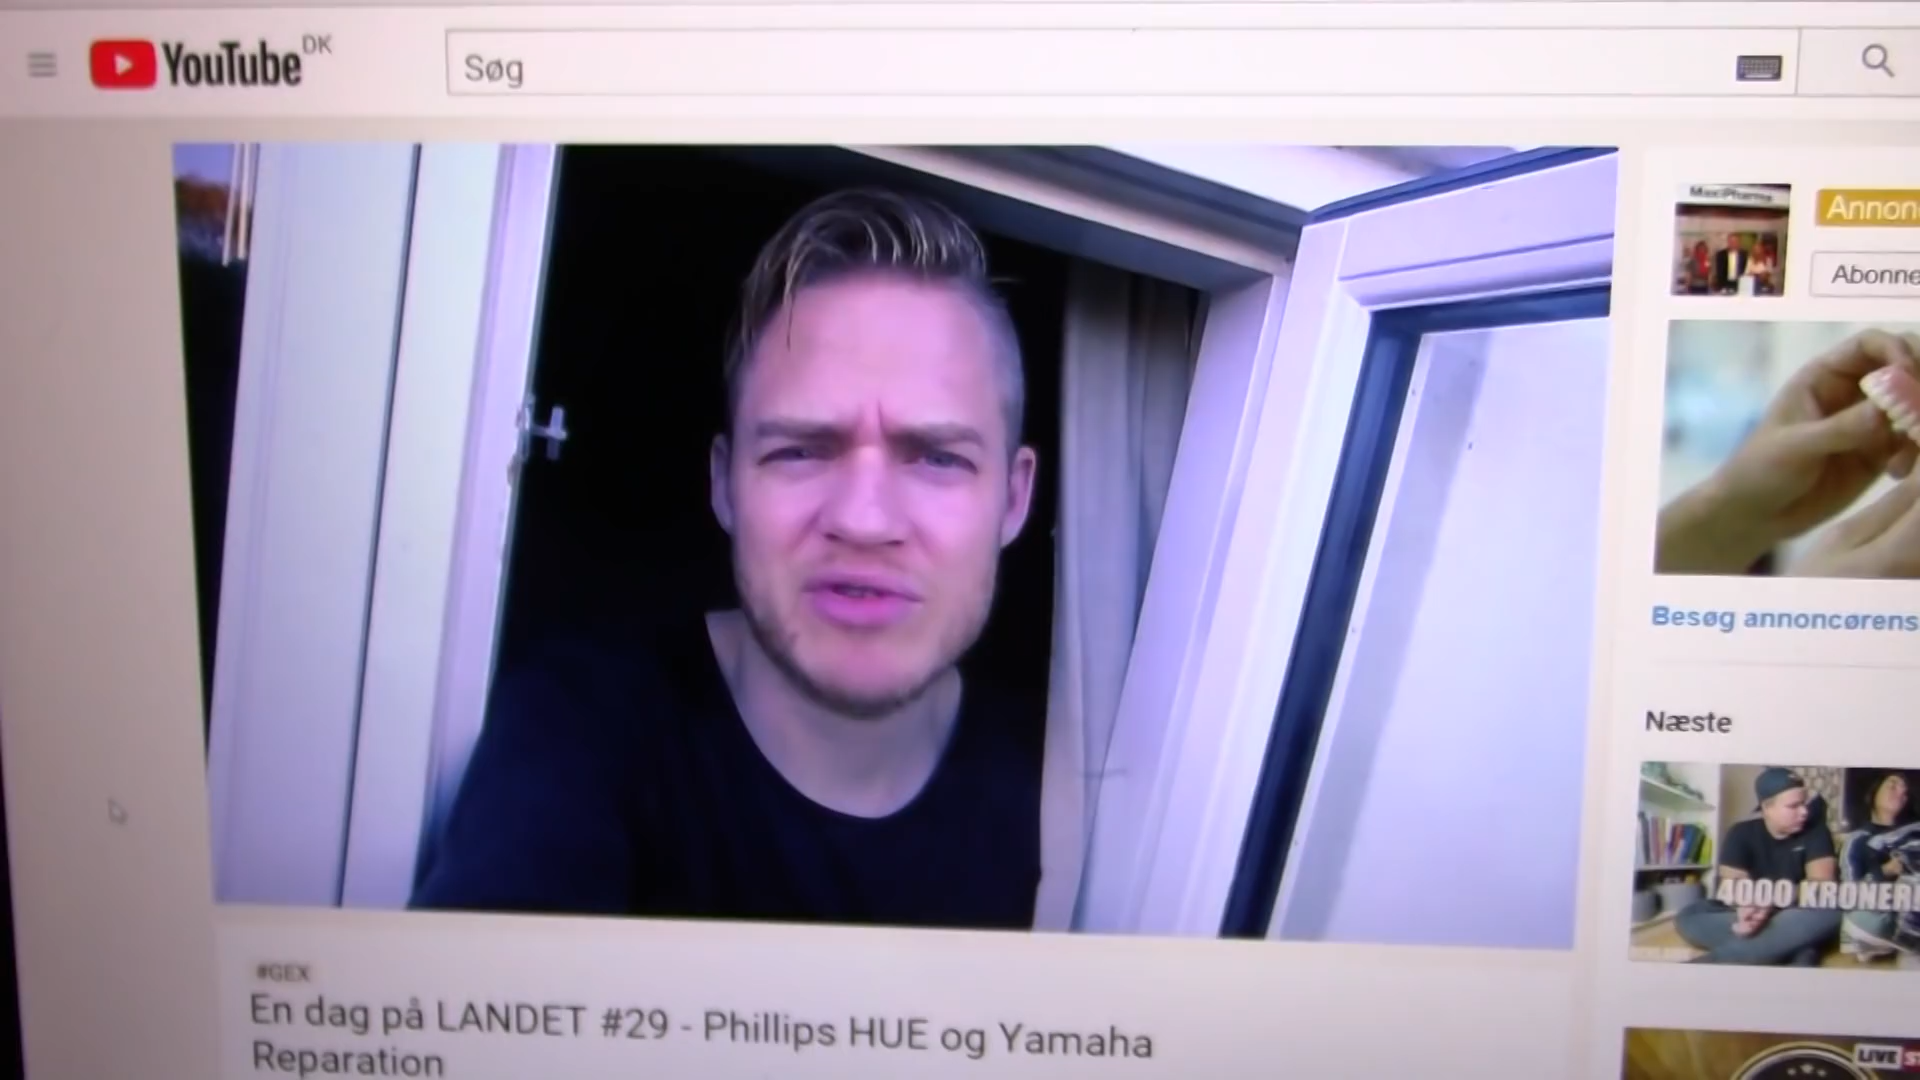 YouTube DK
Søg
Annon
Abonne
Besøg annoncørens
Næste
4000 KRONER!
#GEX
En dag på LANDET #29 - Phillips HUE og Yamaha
Reparation
LIVE